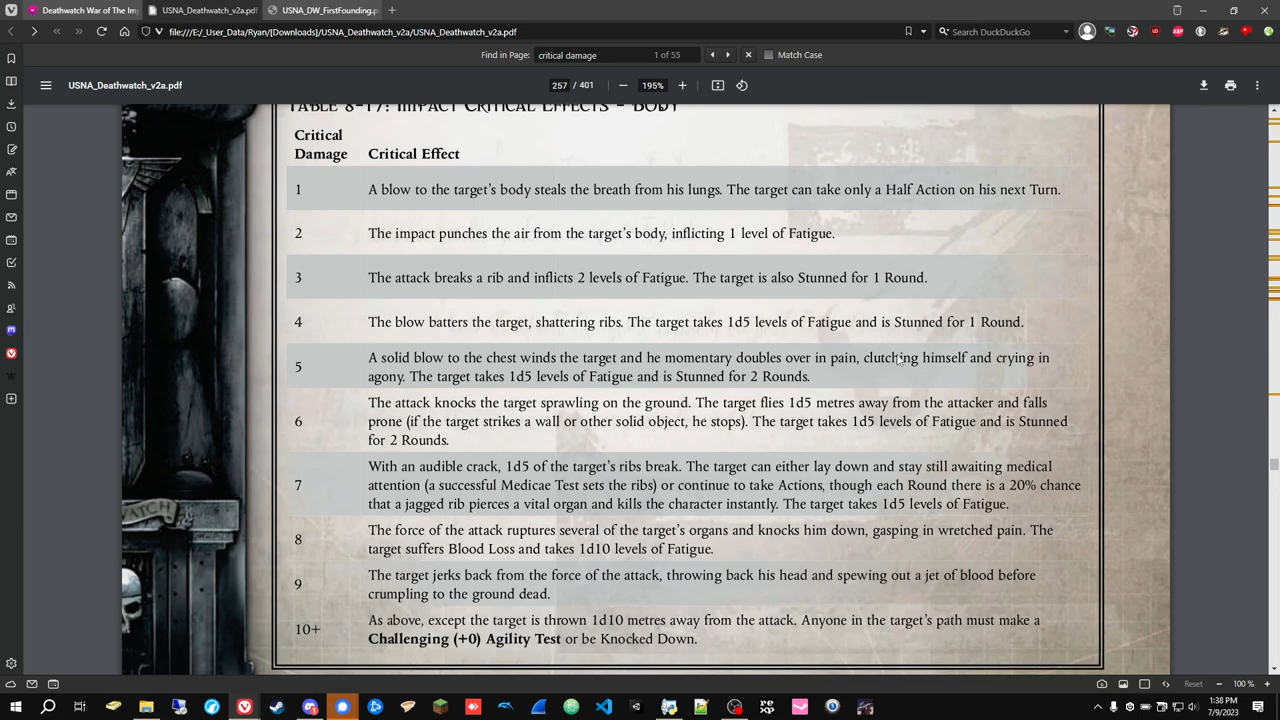 Deathwatch War of The Im
USNA_Deathwatch_v2a.pdf
USNA_DW_FirstFounding.p
file:///E:/_User_Data/Ryan/[Downloads]/USNA_Deathwatch_v2a/USNA_Deathwatch_v2a.pdf
Search DuckDuckGo
Find in Page: critical damage 1 of 55 Match Case
USNA_Deathwatch_v2a.pdf
257 / 401
195%
TABLE 8-17: IMPACT CRITICAL EFFECTS - BODY
Critical
Damage Critical Effect
1 A blow to the target's body steals the breath from his lungs. The target can take only a Half Action on his next Turn.
2 The impact punches the air from the target's body, inflicting 1 level of Fatigue.
3 The attack breaks a rib and inflicts 2 levels of Fatigue. The target is also Stunned for 1 Round.
4 The blow batters the target, shattering ribs. The target takes 1d5 levels of Fatigue and is Stunned for 1 Round.
5 A solid blow to the chest winds the target and he momentary doubles over in pain, clutching himself and crying in
agony. The target takes 1d5 levels of Fatigue and is Stunned for 2 Rounds.
6 The attack knocks the target sprawling on the ground. The target flies 1d5 metres away from the attacker and falls
prone (if the target strikes a wall or other solid object, he stops). The target takes 1d5 levels of Fatigue and is Stunned
for 2 Rounds.
7 With an audible crack, 1d5 of the target's ribs break. The target can either lay down and stay still awaiting medical
attention (a successful Medicae Test sets the ribs) or continue to take Actions, though each Round there is a 20% chance
that a jagged rib pierces a vital organ and kills the character instantly. The target takes 1d5 levels of Fatigue.
8 The force of the attack ruptures several of the target's organs and knocks him down, gasping in wretched pain. The
target suffers Blood Loss and takes 1d10 levels of Fatigue.
9 The target jerks back from the force of the attack, throwing back his head and spewing out a jet of blood before
crumpling to the ground dead.
10+ As above, except the target is thrown 1d10 metres away from the attack. Anyone in the target's path must make a
Challenging (+0) Agility Test or be Knocked Down.
Reset
100 %
1:38 PM
7/9/2023